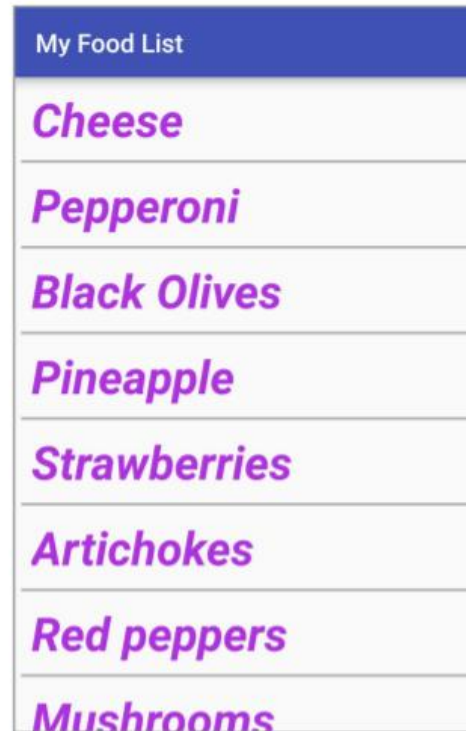 My Food List
Cheese
Pepperoni
Black Olives
Pineapple
Strawberries
Artichokes
Red peppers
Mushrooms